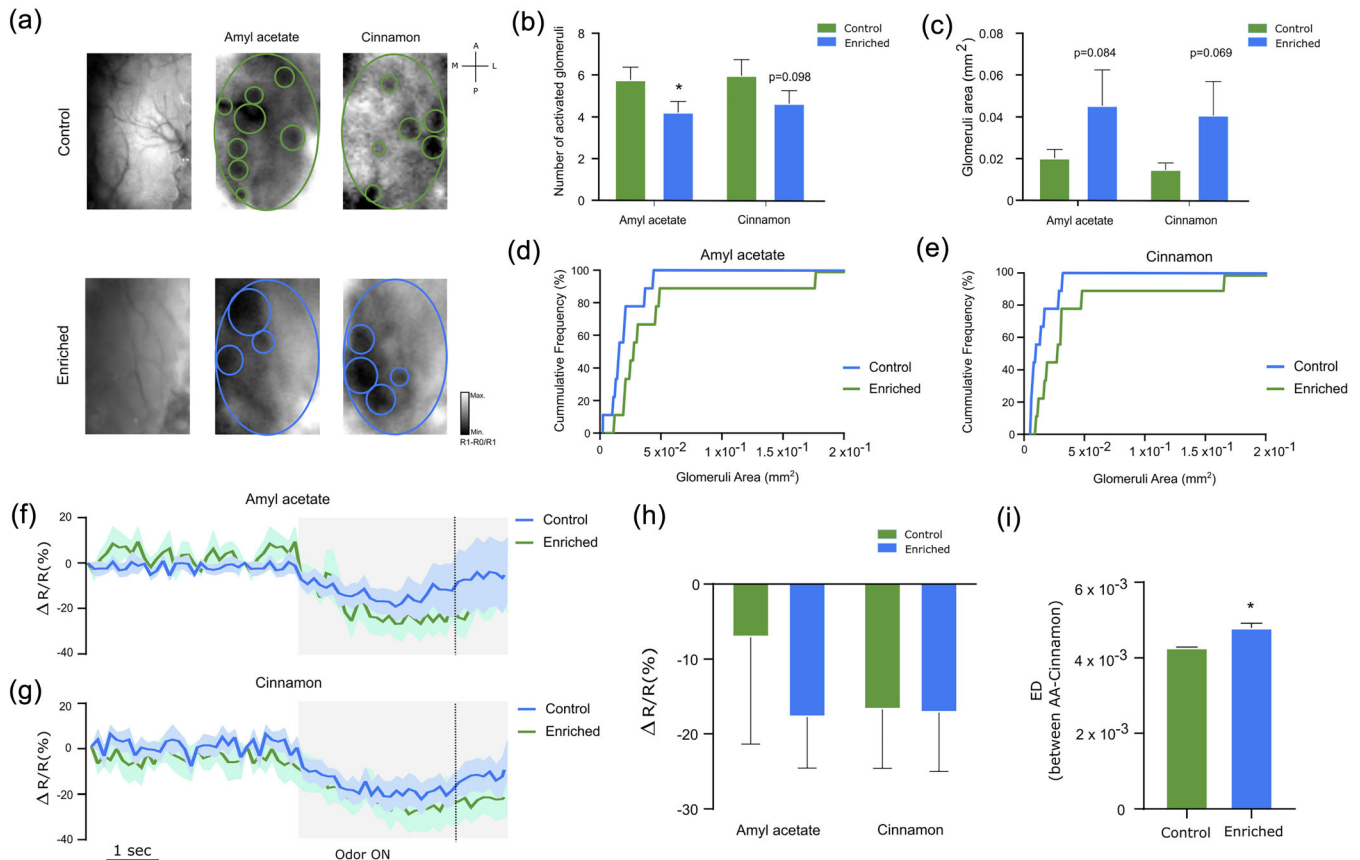 (a)
Amyl acetate
Cinnamon
A
M
L
P
Control
Enriched
Max.
Min.
R1-R0/R1
(b)
Control
Enriched
Number of activated glomeruli
8
6
4
2
0
*
p=0.098
Amyl acetate
Cinnamon
(c)
Control
Enriched
Glomeruli area (mm2)
0.08
0.06
0.04
0.02
0
p=0.084
p=0.069
Amyl acetate
Cinnamon
(d)
Amyl acetate
Cummulative Frequency (%)
100
80
60
40
20
0
Control
Enriched
0
5 x10-2
1 x10-1
1.5 x10-1
2 x10-1
Glomeruli Area (mm2)
(e)
Cinnamon
Cummulative Frequency (%)
100
80
60
40
20
0
Control
Enriched
0
5 x10-2
1 x10-1
1.5 x10-1
2 x10-1
Glomeruli Area (mm2)
(f)
Amyl acetate
Δ R/R(%)
20
0
-20
-40
Control
Enriched
(g)
Cinnamon
Δ R/R(%)
20
0
-20
-40
Control
Enriched
1 sec
Odor ON
(h)
Control
Enriched
Δ R/R(%)
0
-10
-20
-30
Amyl acetate
Cinnamon
(i)
ED
(between AA-Cinnamon)
6 x 10-3
4 x 10-3
2 x 10-3
0
*
Control
Enriched